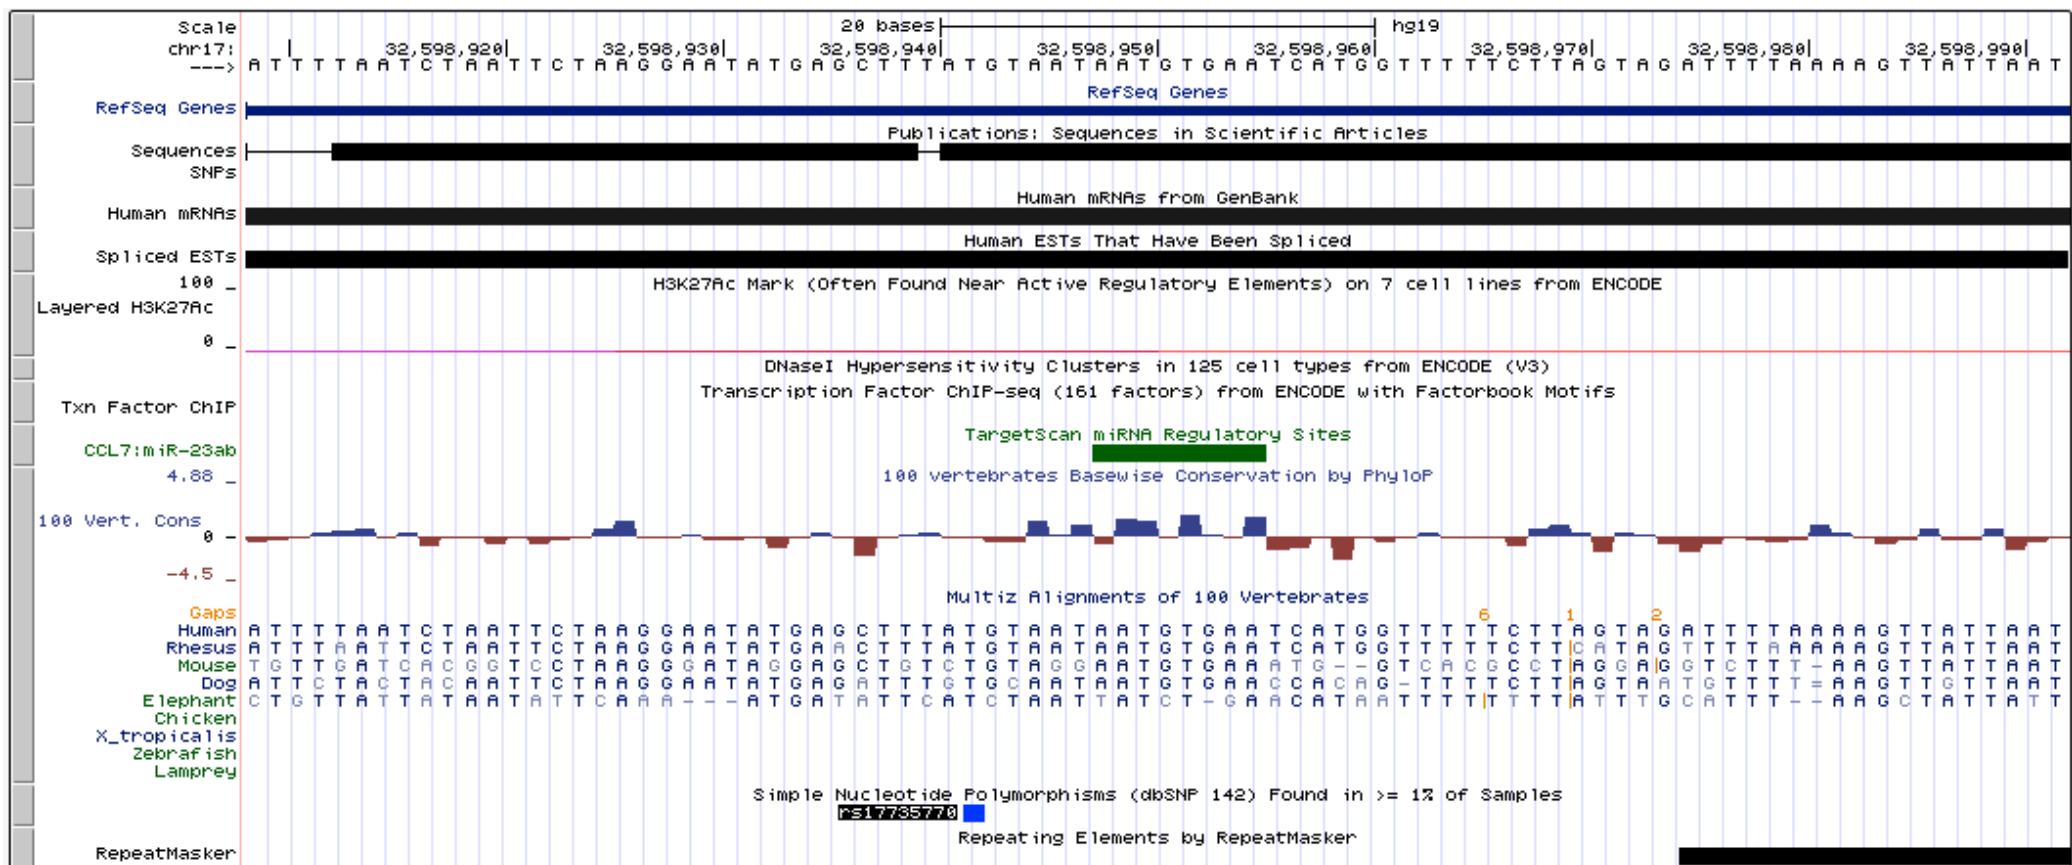 Scale 20 bases hg19
chr17: 32,598,920 32,598,930 32,598,940 32,598,950 32,598,960 32,598,970 32,598,980 32,598,990
---> A T T T T A A T C T A A T T C T A A G G A A T A T G A G C T T T A T G T A A T A A T G T G A A T C A T G G T T T T T C T T A G T A G A T T T T A A A A G T T A T T A A T
RefSeq Genes
RefSeq Genes
Publications: Sequences in Scientific Articles
Sequences
SNPs
Human mRNAs from GenBank
Human mRNAs
Human ESTs That Have Been Spliced
Spliced ESTs
100 _ H3K27Ac Mark (Often Found Near Active Regulatory Elements) on 7 cell lines from ENCODE
Layered H3K27Ac
0 _
DNaseI Hypersensitivity Clusters in 125 cell types from ENCODE (V3)
Transcription Factor ChIP-seq (161 factors) from ENCODE with Factorbook Motifs
Txn Factor ChIP
TargetScan miRNA Regulatory Sites
CCL7:miR-23ab
4.88 _ 100 vertebrates Basewise Conservation by PhyloP
100 Vert. Cons
0 _
-4.5 _
Multiz Alignments of 100 Vertebrates
Gaps 6 1 2
Human A T T T T A A T C T A A T T C T A A G G A A T A T G A G C T T T A T G T A A T A A T G T G A A T C A T G G T T T T T C T T A G T A G A T T T T A A A A G T T A T T A A T
Rhesus A T T T A A T T C T A A T T C T A A G G A A T A T G A A C T T T A T G T A A T A A T G T G A A T C A T G G T T T T T C T T C A T A G T T T T A A A A A G T T A T T A A T
Mouse T G T T G A T C A C G G T C C T A A G G G A T A G G A G C T G T C T G T A G G A A T G T G A A A T G - - G T C A C G C C T A G G A G G T C T T T - A A G T T A T T A A T
Dog A T T C T A C T A C A A T T C T A A G G A A T A T G A G A T T T G T G C A A T A A T G T G A A C C A C A G - T T T T C T T A G T A A T G T T T T = A A G T T G T T A A T
Elephant C T G T T A T T A T A A T A T T C A A A - - - A T G A T A T T C A T C T A A T T A T C T - G A A C A T A A T T T T T T T T A T T T G C A T T T - - A A G C T A T T A T T
Chicken
X_tropicalis
Zebrafish
Lamprey
Simple Nucleotide Polymorphisms (dbSNP 142) Found in >= 1% of Samples
rs17735770
Repeating Elements by RepeatMasker
RepeatMasker